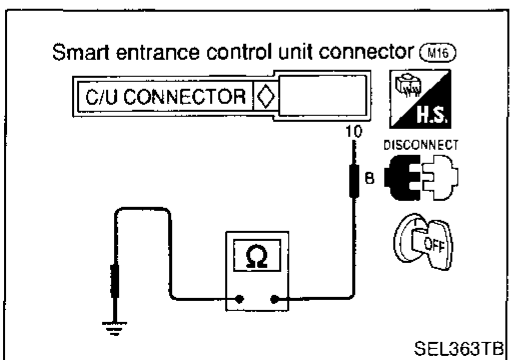 Smart entrance control unit connector (M16)
C/U CONNECTOR
H.S.
10
DISCONNECT
B
Ω
OFF
SEL363TB